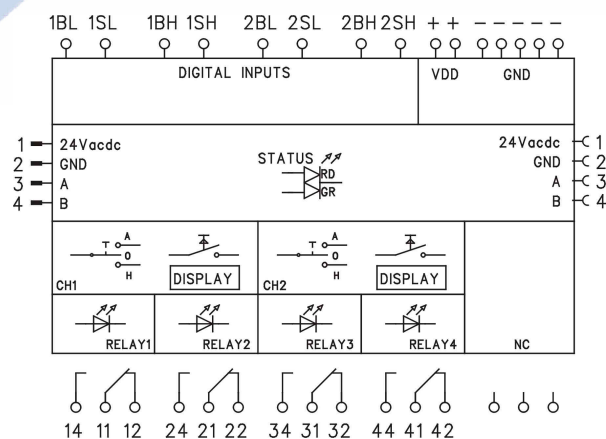 1BL 1SL 1BH 1SH 2BL 2SL 2BH 2SH + + - - - - -
DIGITAL INPUTS VDD GND
1 24Vacdc 24Vacdc 1
2 GND STATUS GND 2
3 A RD A 3
4 B GR B 4
A A
T O T O
H H
CH1 DISPLAY CH2 DISPLAY
RELAY1 RELAY2 RELAY3 RELAY4 NC
14 11 12 24 21 22 34 31 32 44 41 42